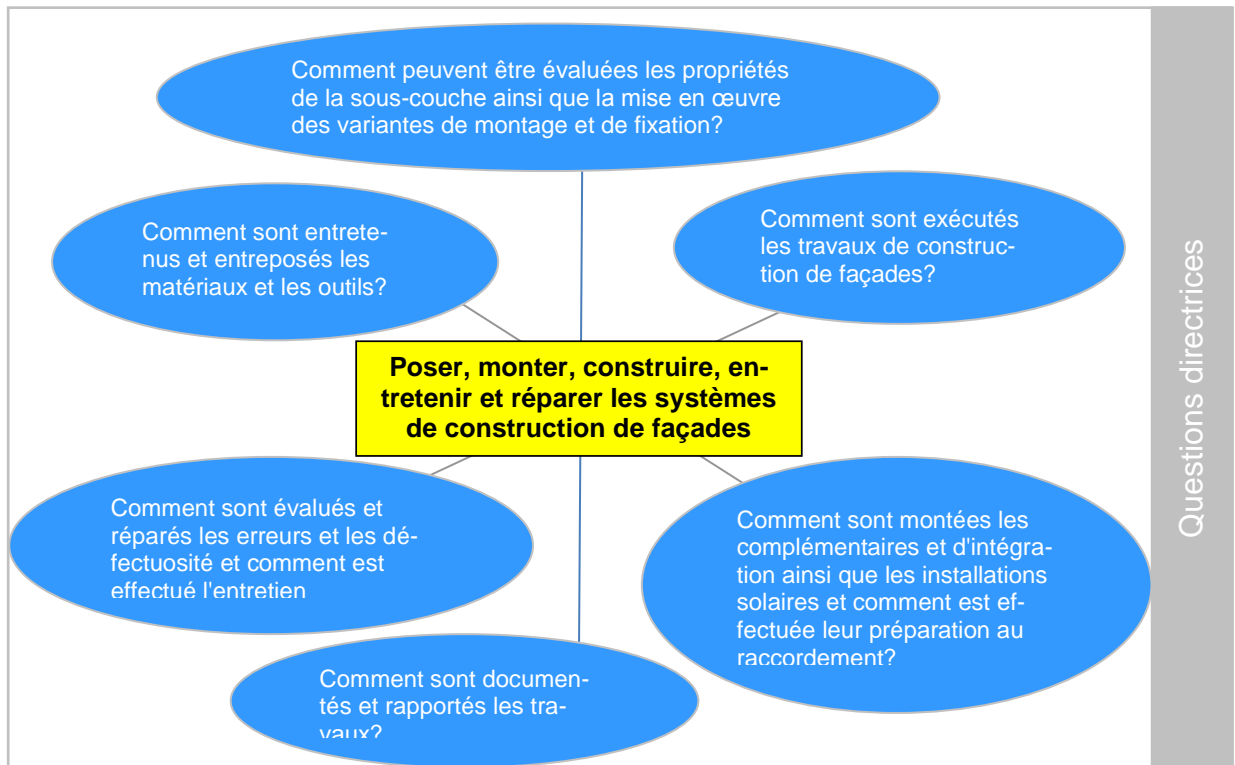 Comment peuvent être évaluées les propriétés
de la sous-couche ainsi que la mise en œuvre
des variantes de montage et de fixation?
Comment sont entrete-
nus et entreposés les
matériaux et les outils?
Comment sont exécutés
les travaux de construc-
tion de façades?
Poser, monter, construire, en-
tretenir et réparer les systèmes
de construction de façades
Comment sont évalués et
réparés les erreurs et les dé-
fectuosité et comment est
effectué l'entretien
Comment sont montées les
complémentaires et d'intégra-
tion ainsi que les installations
solaires et comment est ef-
fectuée leur préparation au
raccordement?
Comment sont documen-
tés et rapportés les tra-
vaux?
Questions directrices